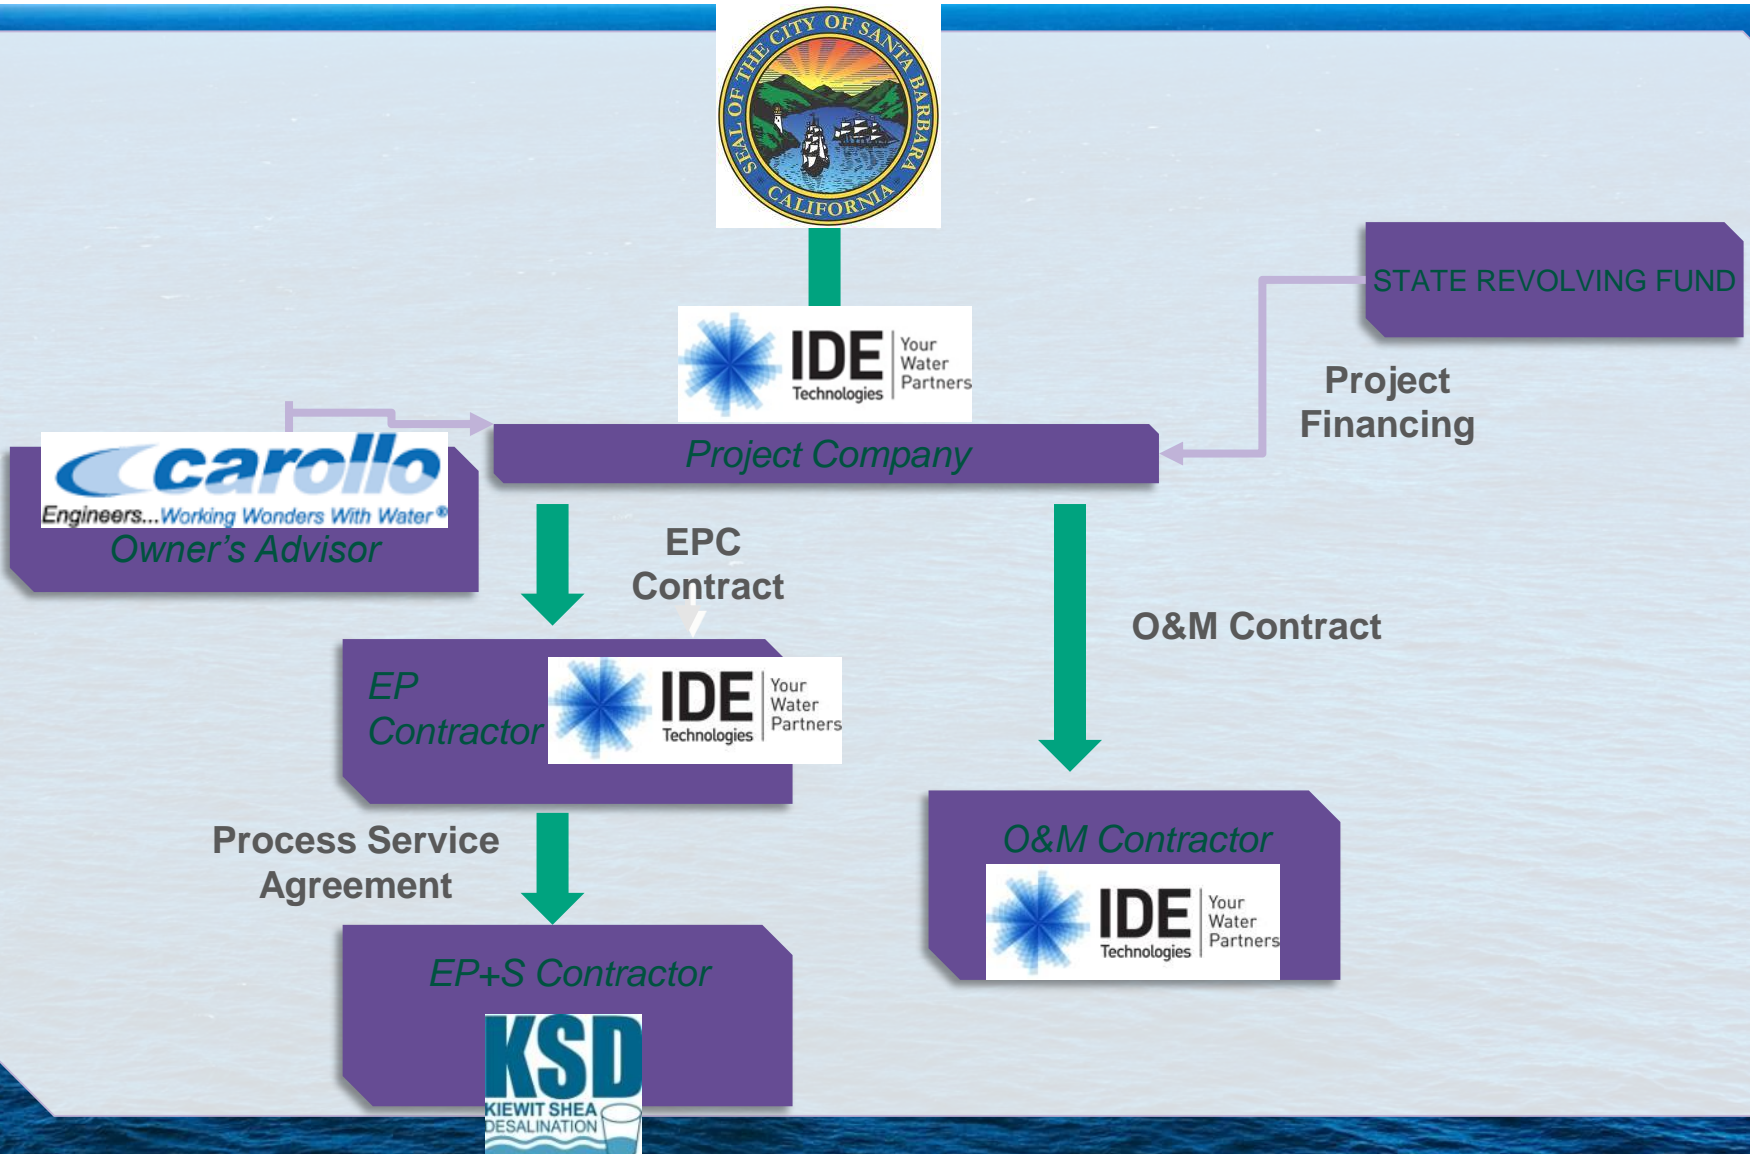 SEAL OF THE CITY OF SANTA BARBARA
CALIFORNIA
STATE REVOLVING FUND
IDE
Technologies
Your
Water
Partners
Project
Financing
Project Company
carollo
Engineers...Working Wonders With Water®
Owner's Advisor
EPC
Contract
O&M Contract
EP
Contractor
IDE
Technologies
Your
Water
Partners
Process Service
Agreement
O&M Contractor
IDE
Technologies
Your
Water
Partners
EP+S Contractor
KSD
KIEWIT SHEA
DESALINATION